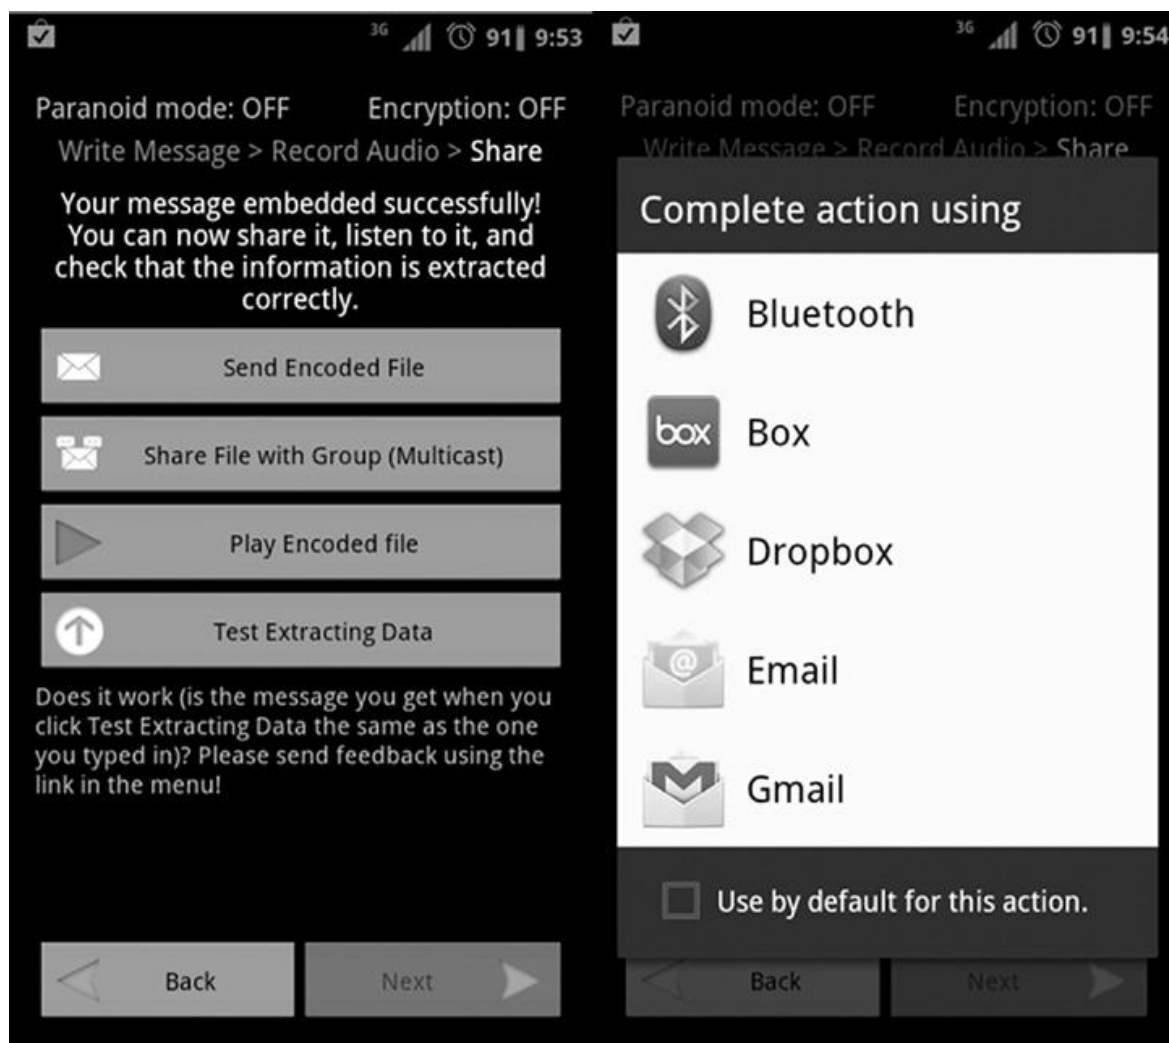 3G 91 9:53
Paranoid mode: OFF Encryption: OFF
Write Message > Record Audio > Share
Your message embedded successfully!
You can now share it, listen to it, and
check that the information is extracted
correctly.
Send Encoded File
Share File with Group (Multicast)
Play Encoded file
Test Extracting Data
Does it work (is the message you get when you
click Test Extracting Data the same as the one
you typed in)? Please send feedback using the
link in the menu!
Back Next
3G 91 9:54
Paranoid mode: OFF Encryption: OFF
Write Message > Record Audio > Share
Complete action using
Bluetooth
box Box
Dropbox
@ Email
Gmail
Use by default for this action.
Back Next